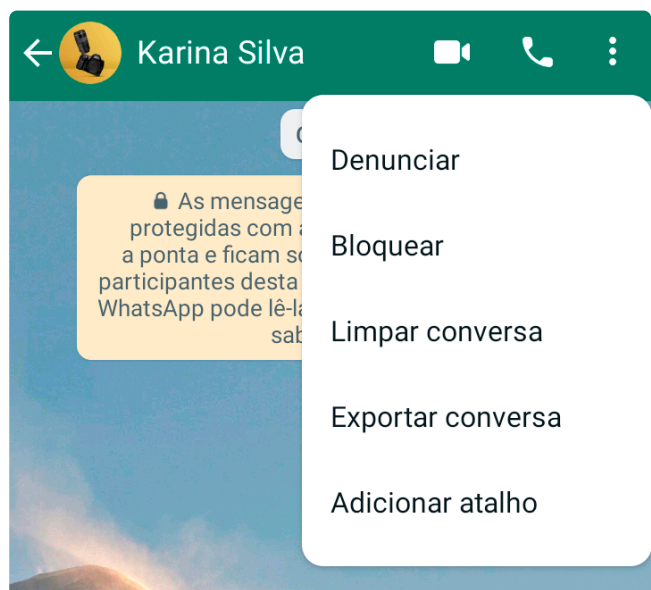 Karina Silva
Denunciar
Bloquear
Limpar conversa
Exportar conversa
Adicionar atalho
As mensage
protegidas com
a ponta e ficam
participantes desta
WhatsApp pode lê-la
sab